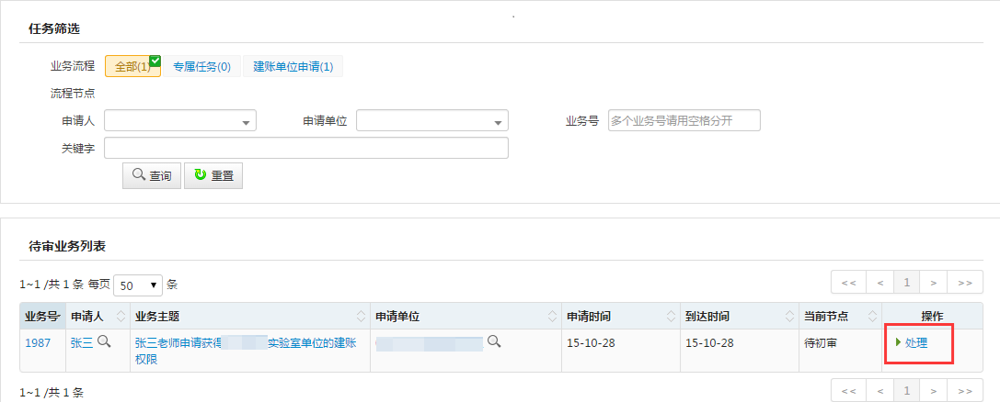 任务筛选
业务流程 全部(1) 专属任务(0) 建账单位申请(1)
流程节点
申请人 申请单位 业务号 多个业务号请用空格分开
关键字
查询 重置
待审业务列表
1~1 /共 1 条 每页 50 条 << < 1 > >>
业务号 申请人 业务主题 申请单位 申请时间 到达时间 当前节点 操作
1987 张三 张三老师申请获得 实验室单位的建账 15-10-28 15-10-28 待初审 处理
权限
1~1 /共 1 条 << < 1 > >>